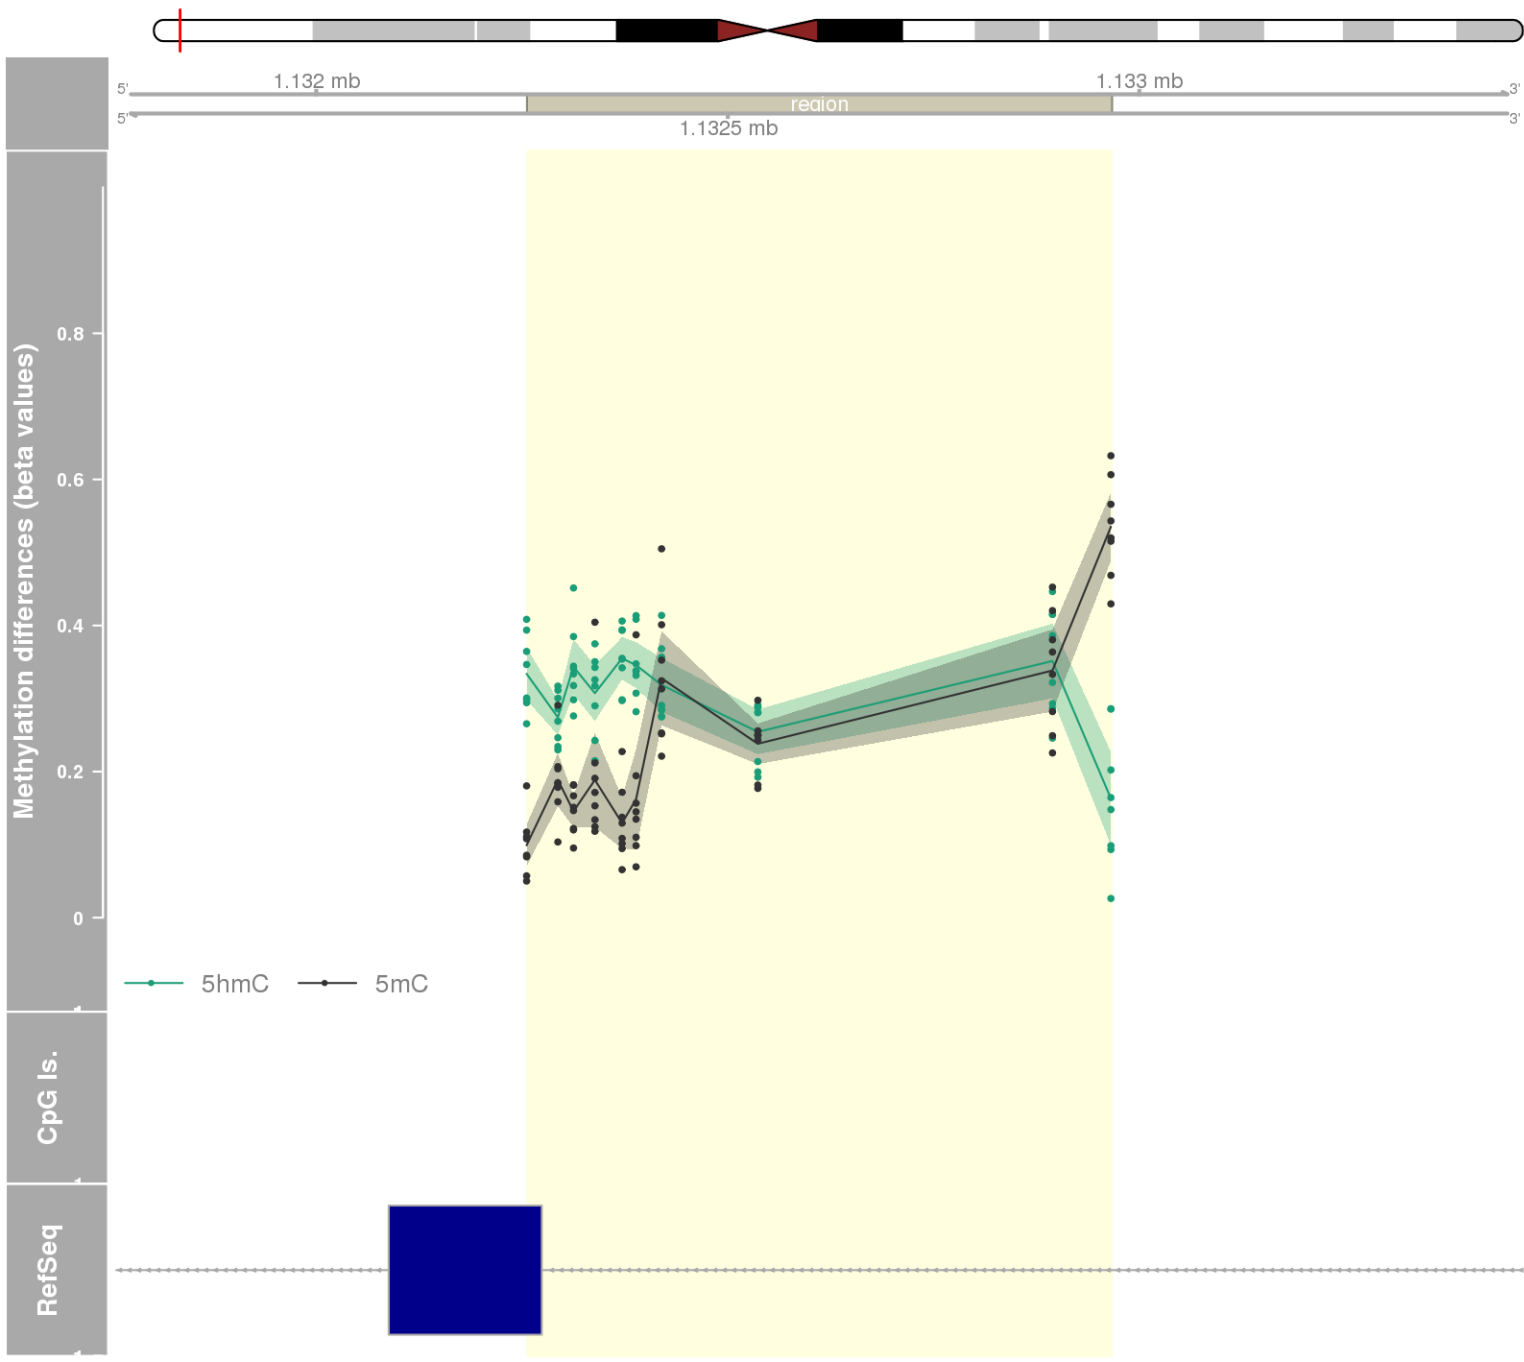 1.132 mb
1.133 mb
5'
3'
region
5'
3'
1.1325 mb
Methylation differences (beta values)
0.8
0.6
0.4
0.2
0
5hmC
5mC
CpG Is.
RefSeq